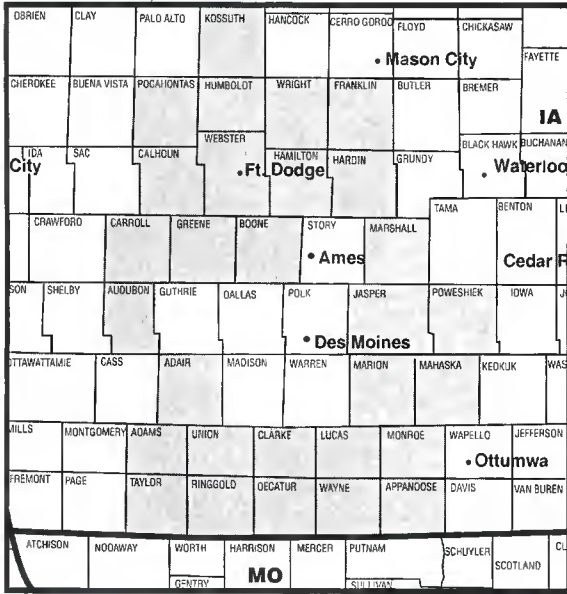 OBRIEN CLAY PALO ALTO KOSSUTH HANCOCK CERRO GORDO FLOYD CHICKASAW
Mason City
FAYETTE
CHEROKEE BUENA VISTA POCAHONTAS HUMBOLDT WRIGHT FRANKLIN BUTLER BREMER
IA
WEBSTER BLACK HAWK BUCHANAN
City IDA SAC CALHOUN Ft. Dodge HAMILTON HARDIN GRUNDY Waterloo
TAMA BENTON
CRAWFORD CARROLL GREENE BOONE STORY MARSHALL
Ames Cedar R
SON SHELBY AUDUBON GUTHRIE DALLAS POLK JASPER POWESHIEK IOWA
Des Moines
OTTAWATTAMIE CASS ADAIR MADISON WARREN MARION MAHASKA KEOKUK WAS
MILLS MONTGOMERY ADAMS UNION CLARKE LUCAS MONROE WAPELLO JEFFERSON
Ottumwa
FREMONT PAGE TAYLOR RINGGOLD DECATUR WAYNE APPANOOSE DAVIS VAN BUREN
ATCHISON NODAWAY WORTH HARRISON MERCER PUTNAM SCHUYLER SCOTLAND CL
GENTRY MO SULLIVAN